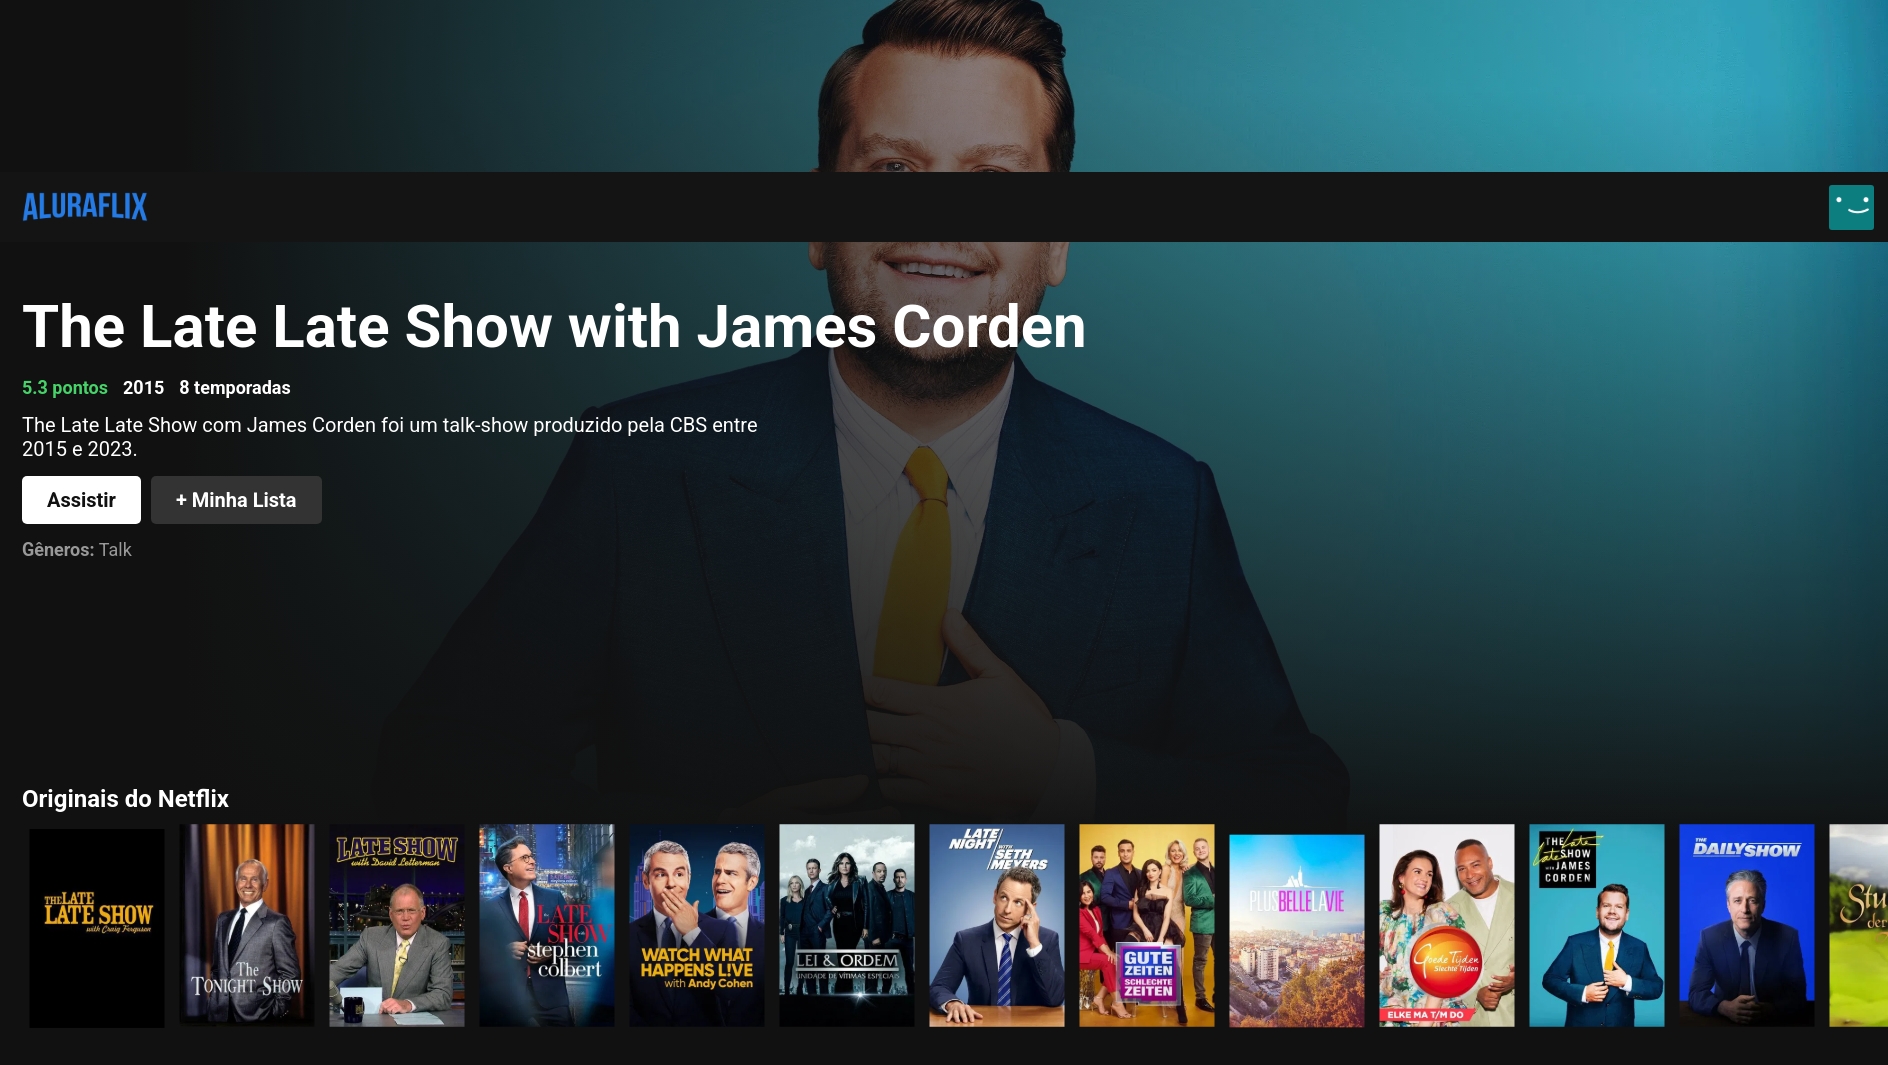 ALURAFLIX
The Late Late Show with James Corden
5.3 pontos 2015 8 temporadas
The Late Late Show com James Corden foi um talk-show produzido pela CBS entre
2015 e 2023.
Assistir + Minha Lista
Gêneros: Talk
Originais do Netflix
THE LATE
LATE SHOW
with Craig Ferguson
The
TONIGHT SHOW
LATE SHOW
with David Letterman
LATE
SHOW
stephen
colbert
WATCH WHAT
HAPPENS L!VE
with Andy Cohen
LEI & ORDEM
UNIDADE DE VÍTIMAS ESPECIAIS
LATE
NIGHT WITH
SETH
MEYERS
GUTE
ZEITEN
SCHLECHTE
ZEITEN
PLUS BELLE LA VIE
Goede Tijden
Slechte Tijden
ELKE MA T/M DO
THE
Late Late
SHOW
JAMES
CORDEN
THE
DAILY SHOW
Stu
der